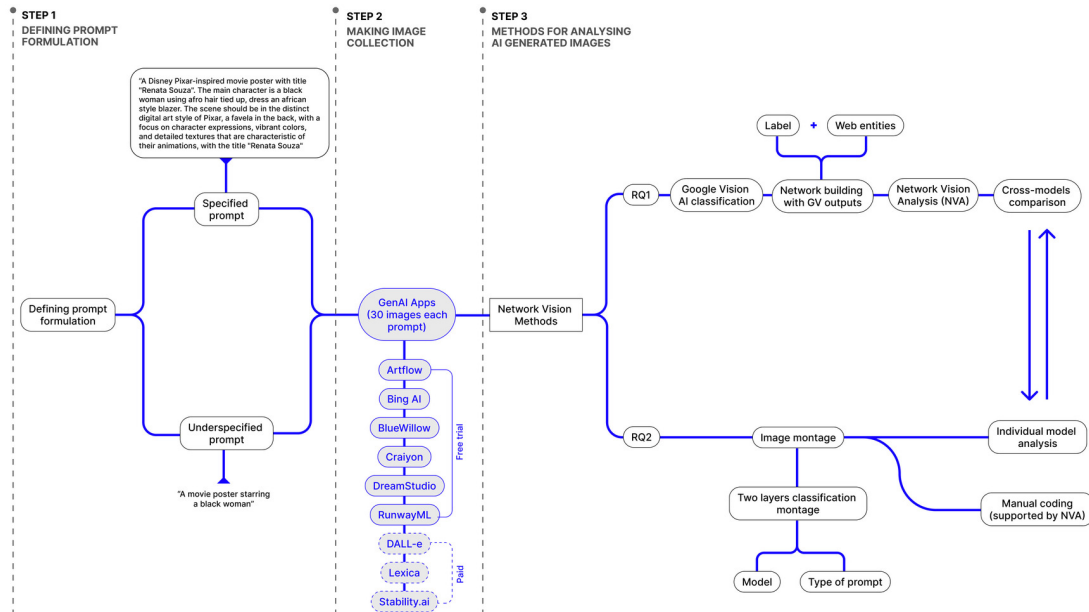 STEP 1
DEFINING PROMPT
FORMULATION
"A Disney Pixar-inspired movie poster with title
"Renata Souza". The main character is a black
woman using afro hair tied up, dress an african
style blazer. The scene should be in the distinct
digital art style of Pixar, a favela in the back, with
a focus on character expressions, vibrant colors,
and detailed textures that are characteristic of
their animations, with the title "Renata Souza"
Specified
prompt
Defining prompt
formulation
Underspecified
prompt
"A movie poster starring
a black woman"
STEP 2
MAKING IMAGE
COLLECTION
GenAI Apps
(30 images each
prompt)
Artflow
Bing AI
BlueWillow
Craiyon
DreamStudio
RunwayML
Free trial
DALL-e
Lexica
Stability.ai
Paid
STEP 3
METHODS FOR ANALYSING
AI GENERATED IMAGES
Network Vision
Methods
Label + Web entities
RQ1
Google Vision
AI classification
Network building
with GV outputs
Network Vision
Analysis (NVA)
Cross-models
comparison
RQ2
Image montage
Individual model
analysis
Two layers classification
montage
Manual coding
(supported by NVA)
Model
Type of prompt